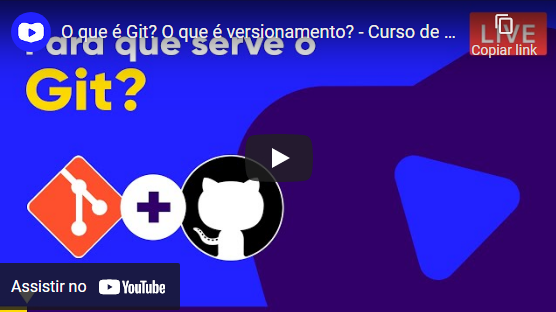 O que é Git? O que é versionamento? - Curso de ...
LIVE
Copiar link
Para que serve o
Git?
Assistir no YouTube